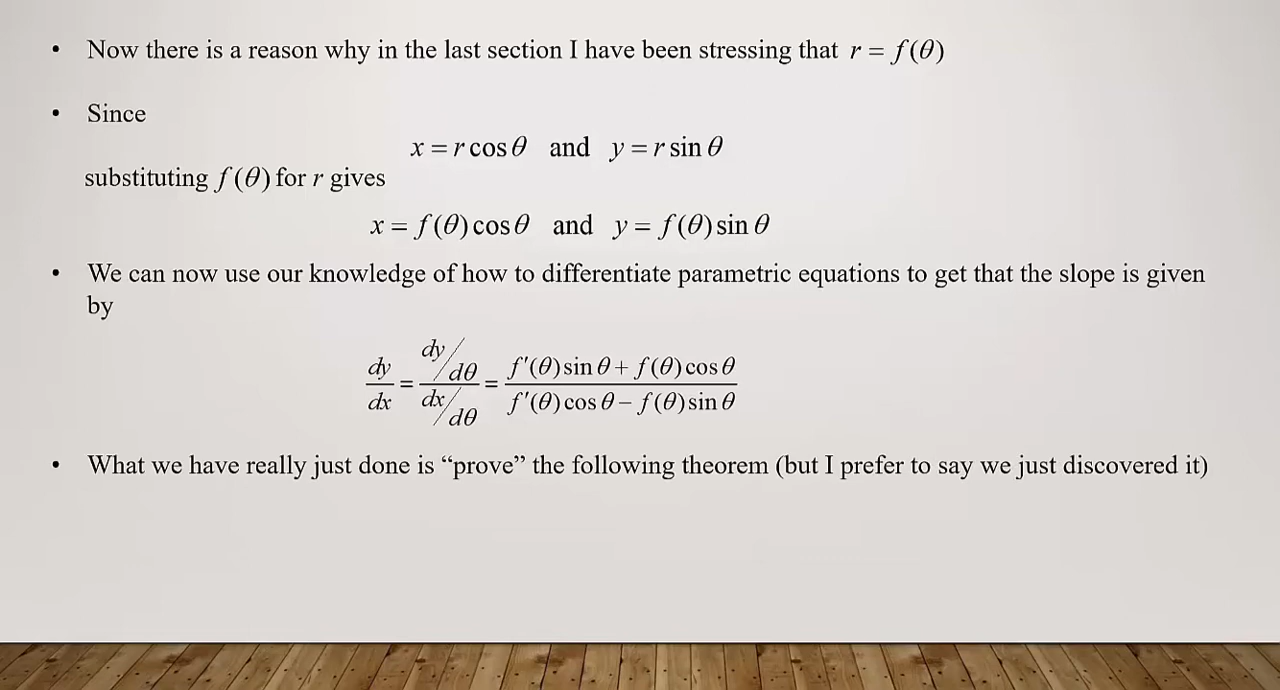 • Now there is a reason why in the last section I have been stressing that r = f(θ)
• Since
x = r cos θ and y = r sin θ
substituting f(θ) for r gives
x = f(θ) cos θ and y = f(θ) sin θ
• We can now use our knowledge of how to differentiate parametric equations to get that the slope is given
by
dy/dx = (dy/dθ)/(dx/dθ) = (f'(θ) sin θ + f(θ) cos θ)/(f'(θ) cos θ − f(θ) sin θ)
• What we have really just done is “prove” the following theorem (but I prefer to say we just discovered it)